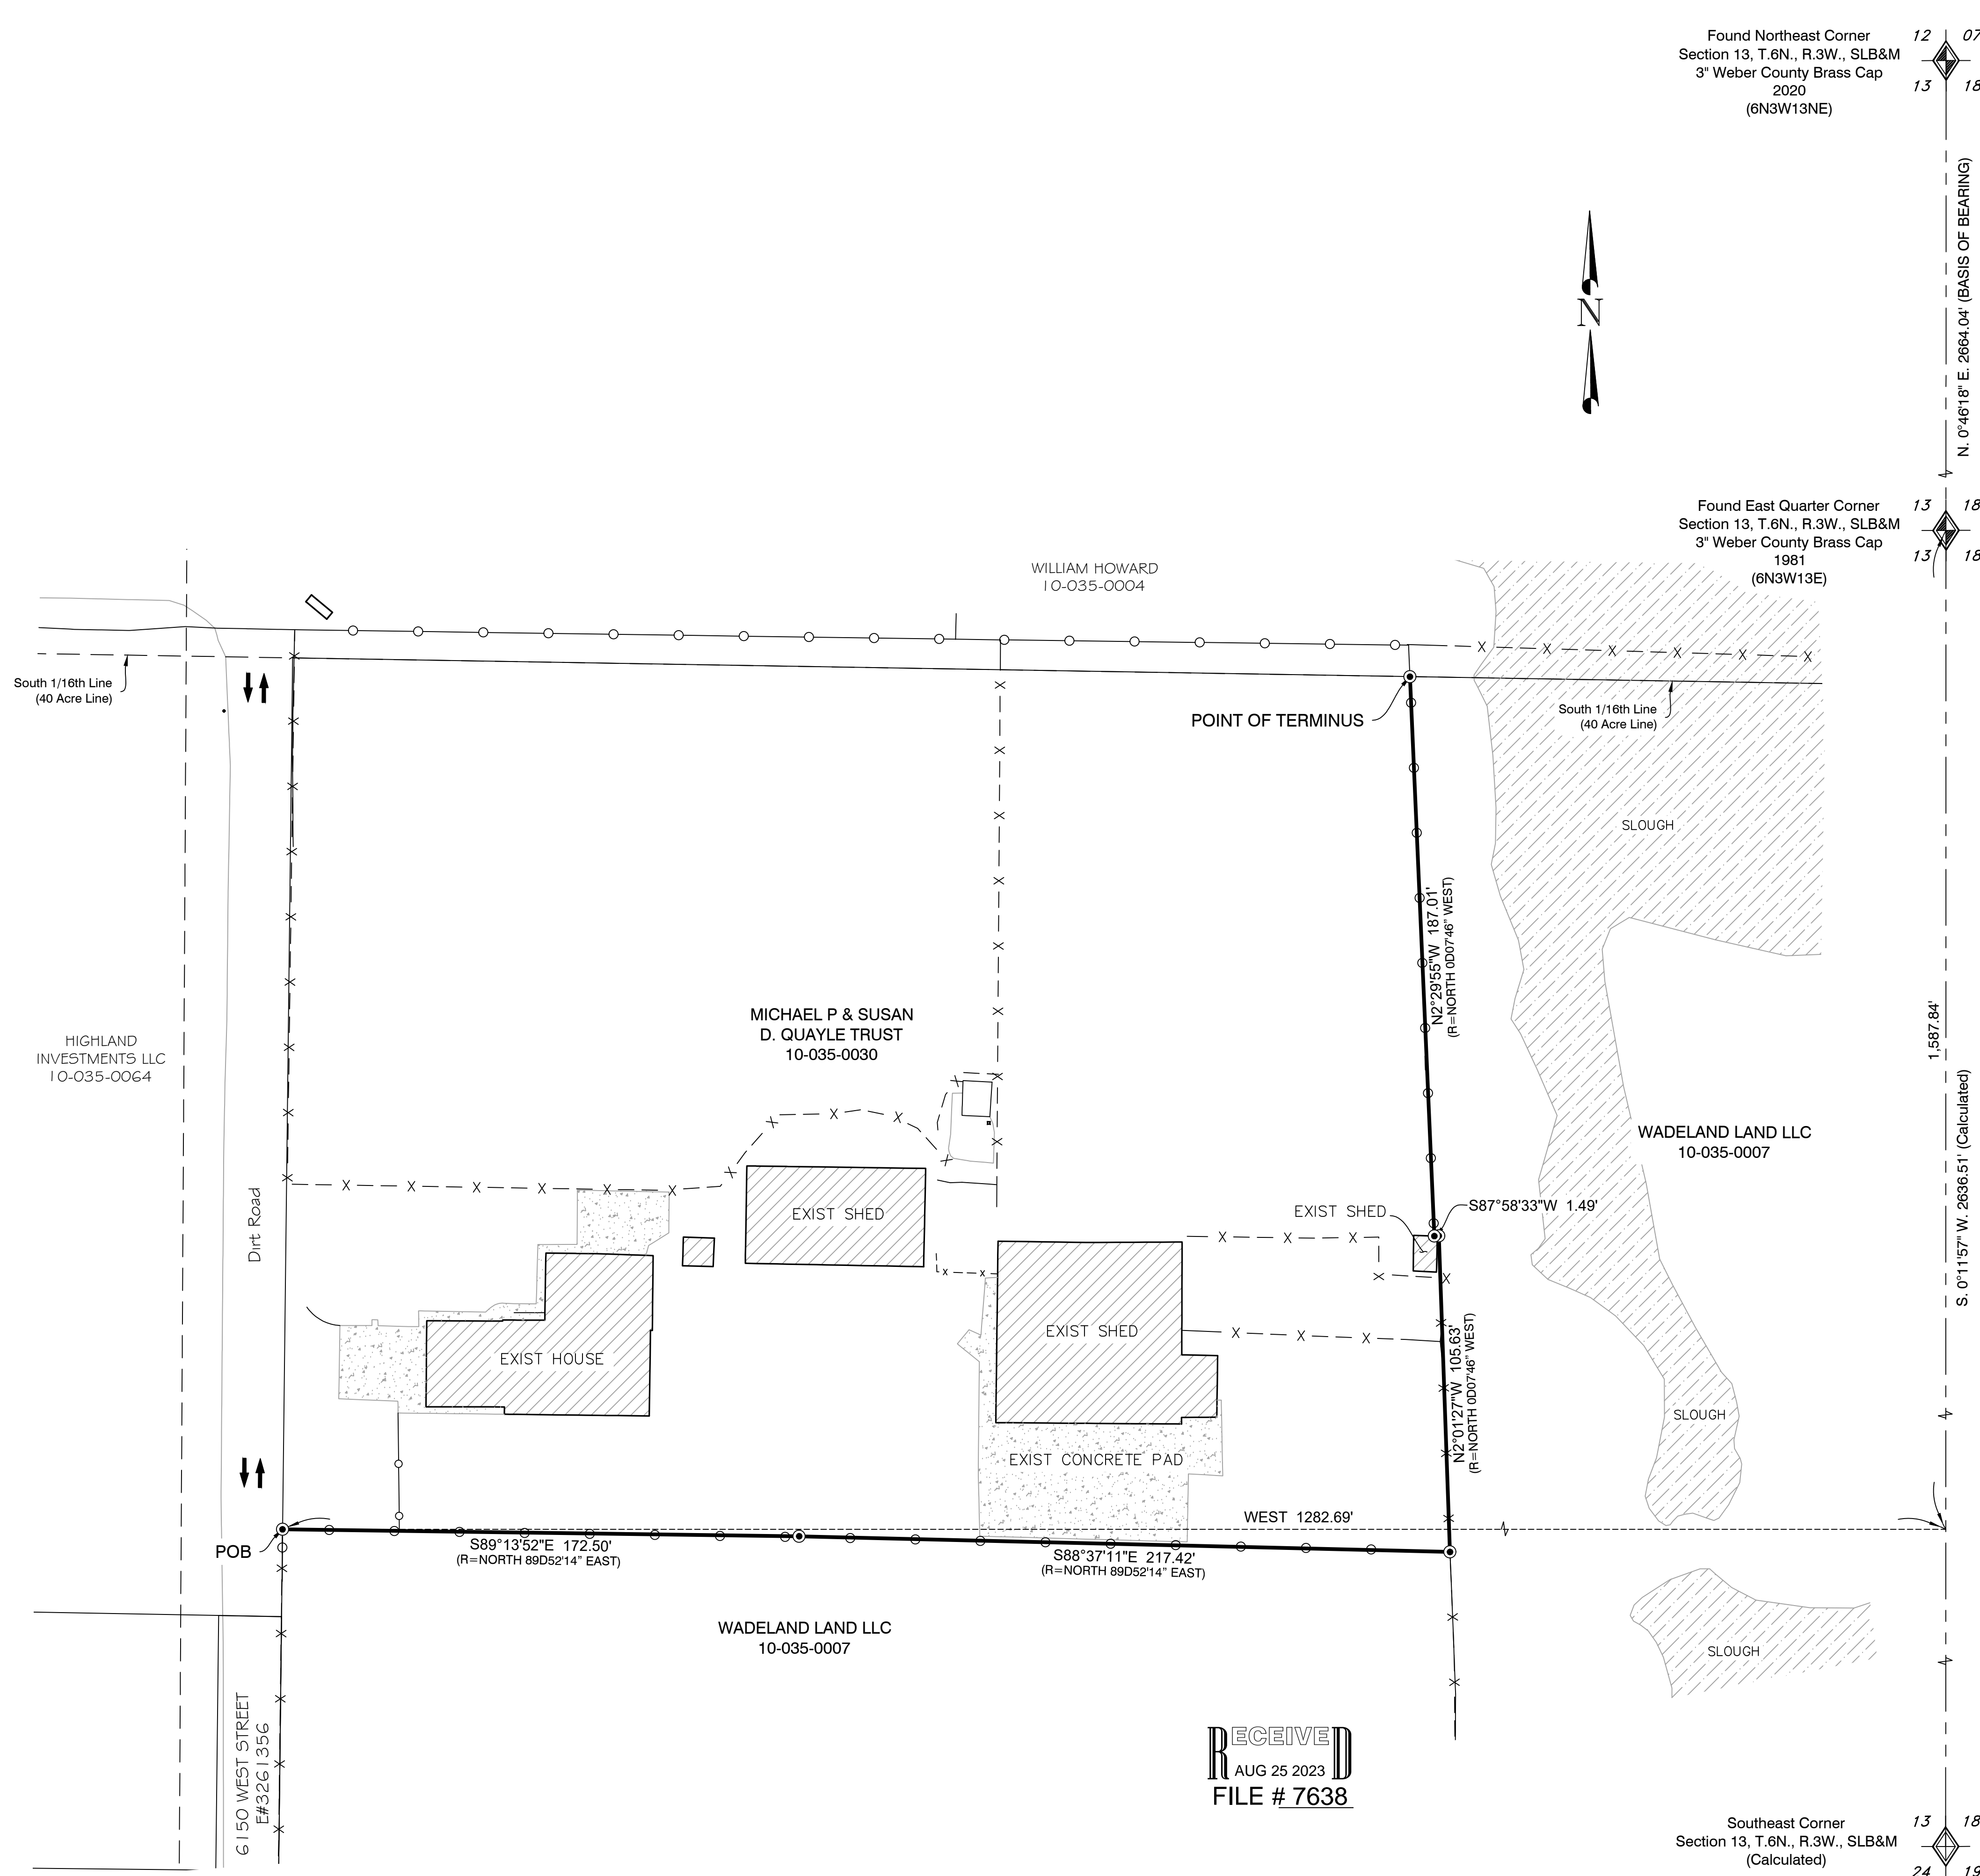 Found Northeast Corner
Section 13, T.6N., R.3W., SLB&M
3" Weber County Brass Cap
2020
(6N3W13NE)
12 07
13 18
N. 0°46'18" E. 2664.04' (BASIS OF BEARING)
N
Found East Quarter Corner
Section 13, T.6N., R.3W., SLB&M
3" Weber County Brass Cap
1981
(6N3W13E)
13 18
13 18
WILLIAM HOWARD
10-035-0004
South 1/16th Line
(40 Acre Line)
POINT OF TERMINUS
South 1/16th Line
(40 Acre Line)
SLOUGH
N2°29'55"W 187.01'
(R=NORTH 0D07'46” WEST)
MICHAEL P & SUSAN
D. QUAYLE TRUST
10-035-0030
HIGHLAND
INVESTMENTS LLC
10-035-0064
1,587.84'
S. 0°11'57" W. 2636.51' (Calculated)
WADELAND LAND LLC
10-035-0007
Dirt Road
EXIST SHED
EXIST SHED
S87°58'33"W 1.49'
EXIST HOUSE
EXIST SHED
N2°01'27"W 105.63'
(R=NORTH 0D07'46” WEST)
SLOUGH
EXIST CONCRETE PAD
WEST 1282.69'
POB
S89°13'52"E 172.50'
(R=NORTH 89D52'14” EAST)
S88°37'11"E 217.42'
(R=NORTH 89D52'14” EAST)
WADELAND LAND LLC
10-035-0007
SLOUGH
6150 WEST STREET
E#3261356
RECEIVED
AUG 25 2023
FILE # 7638
Southeast Corner
Section 13, T.6N., R.3W., SLB&M
(Calculated)
13 18
24 19